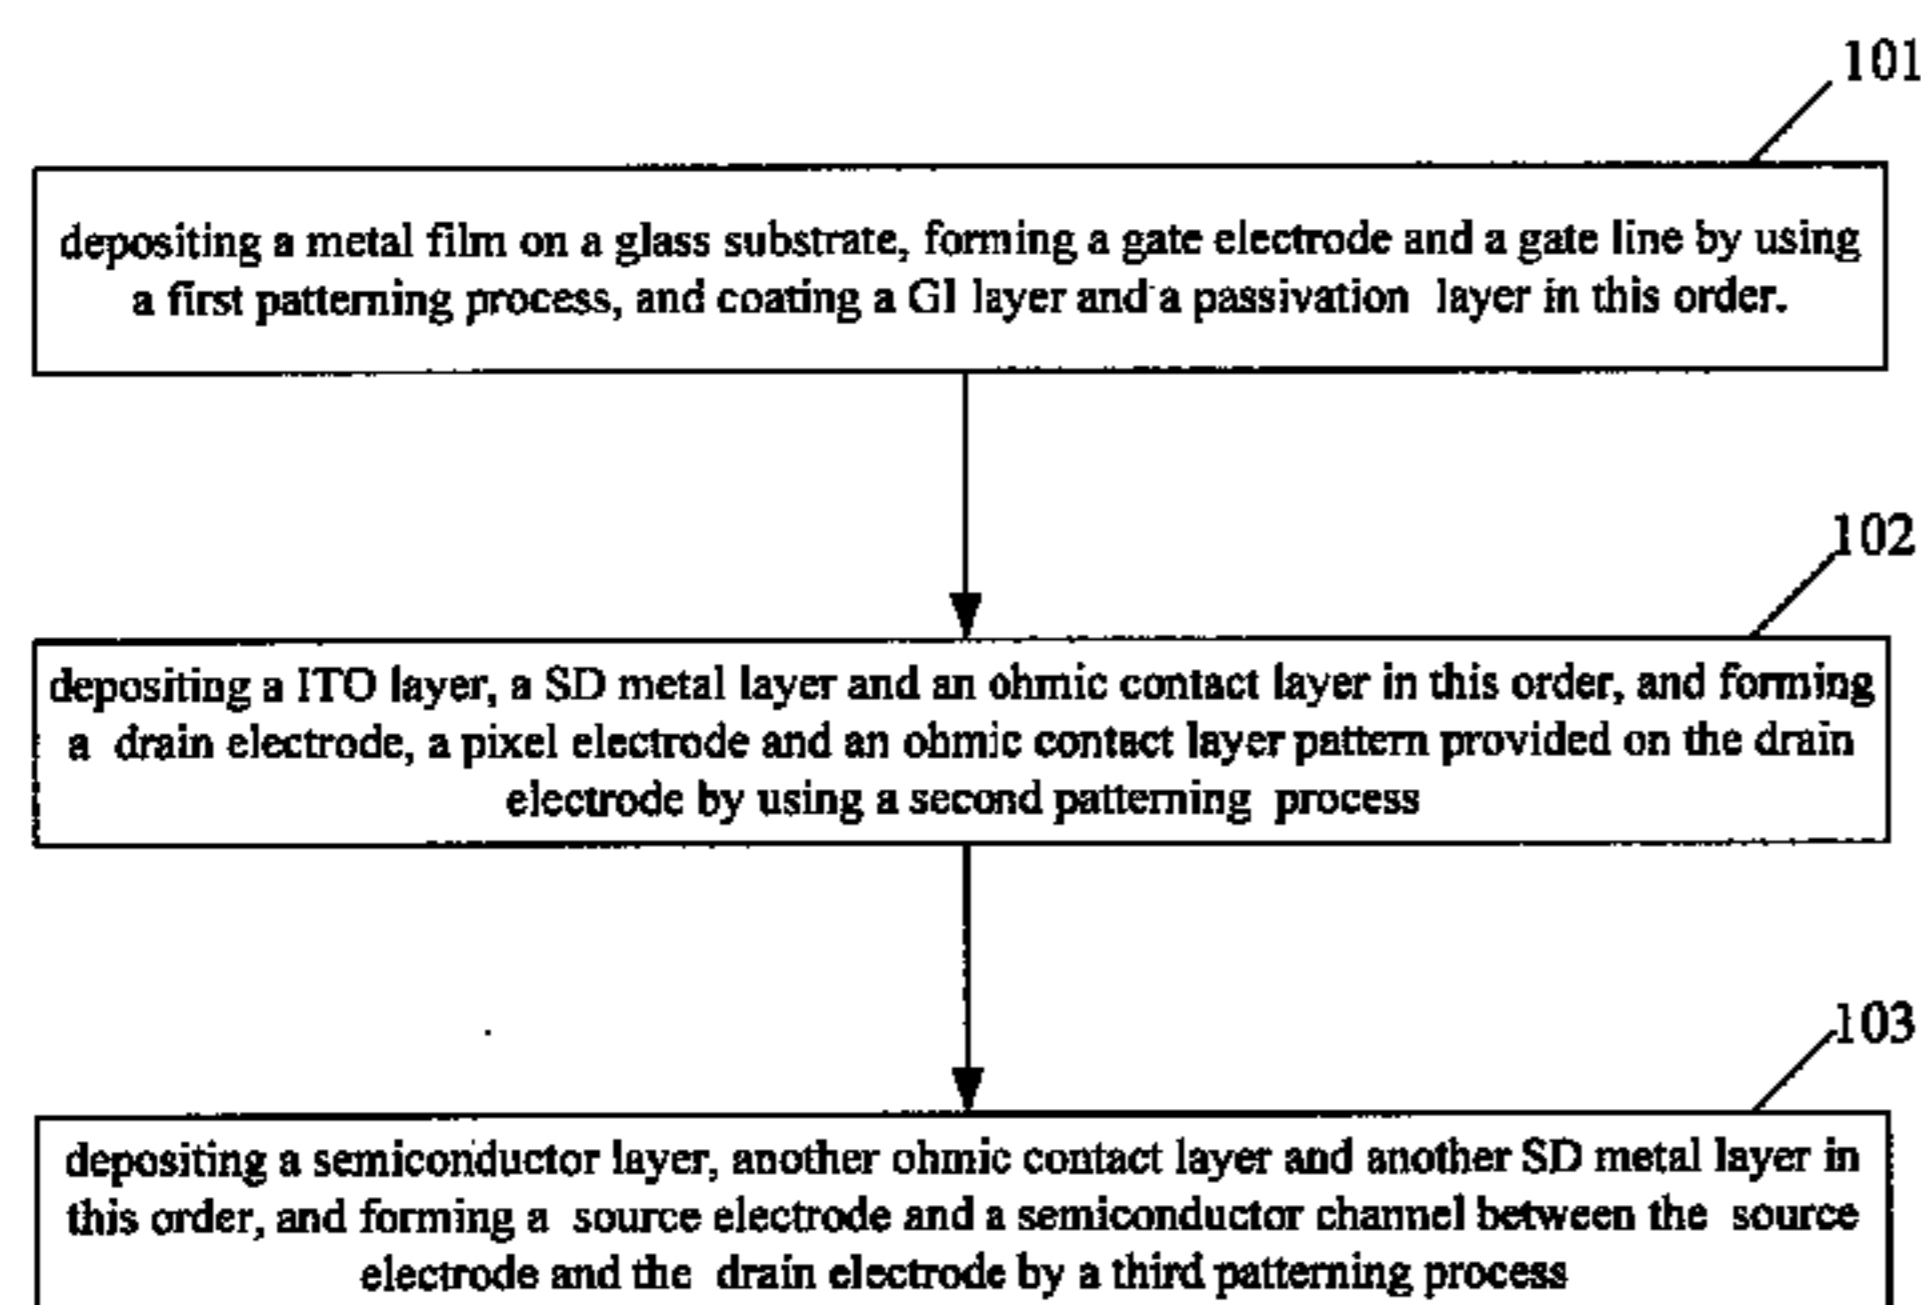 101
depositing a metal film on a glass substrate, forming a gate electrode and a gate line by using
a first patterning process, and coating a GI layer and a passivation layer in this order.
102
depositing a ITO layer, a SD metal layer and an ohmic contact layer in this order, and forming
a drain electrode, a pixel electrode and an ohmic contact layer pattern provided on the drain
electrode by using a second patterning process
103
depositing a semiconductor layer, another ohmic contact layer and another SD metal layer in
this order, and forming a source electrode and a semiconductor channel between the source
electrode and the drain electrode by a third patterning process